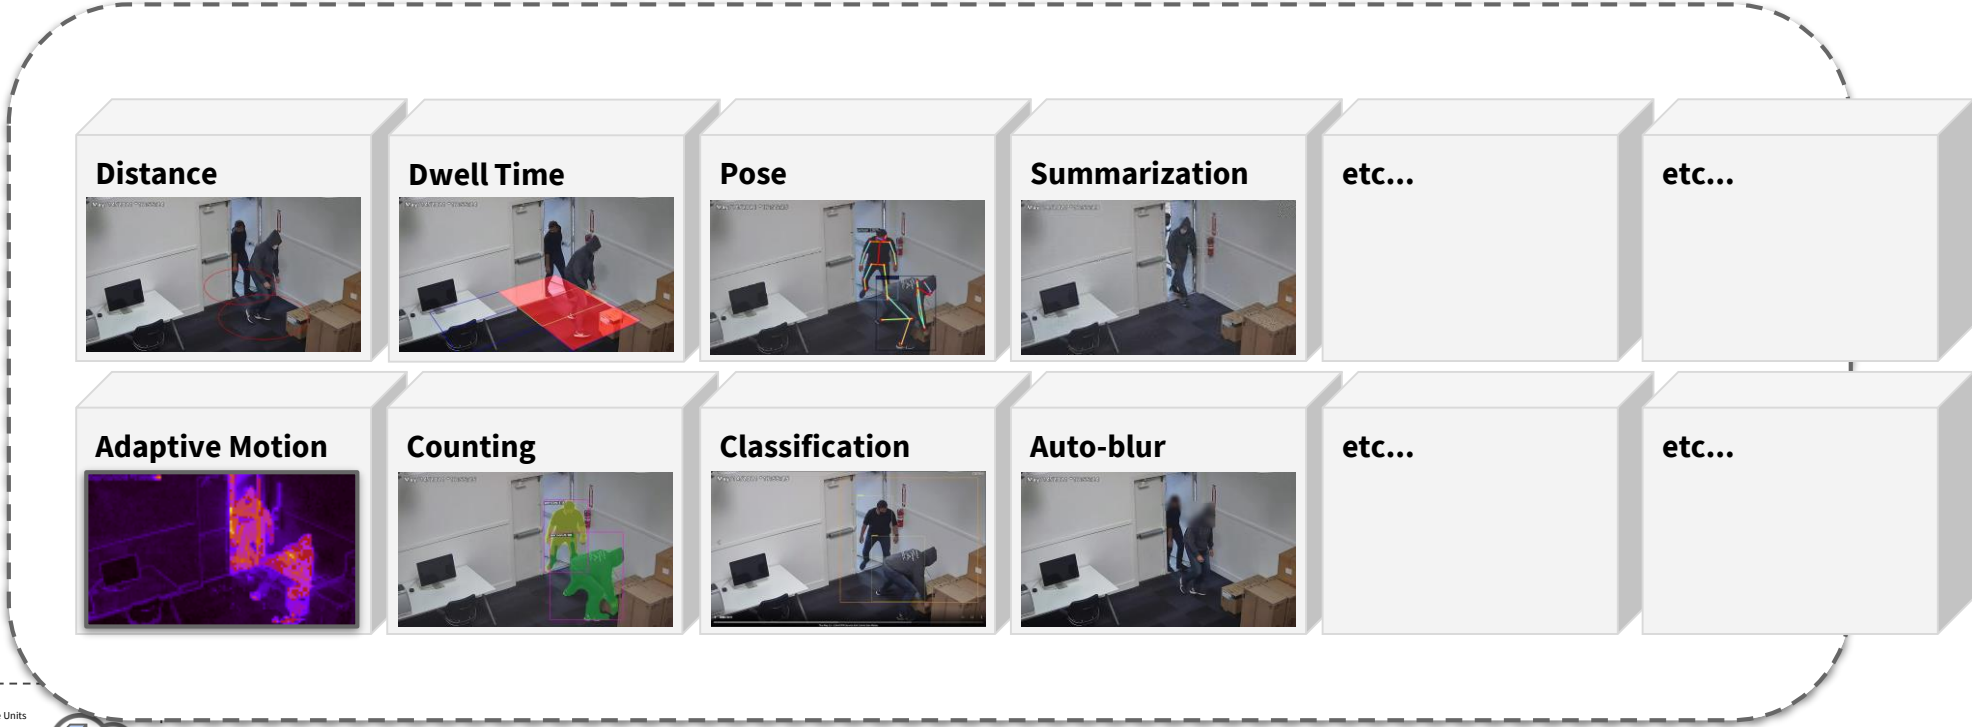 Distance
Dwell Time
Pose
Summarization
etc...
etc...
Adaptive Motion
Counting
Classification
Auto-blur
etc...
etc...
Units